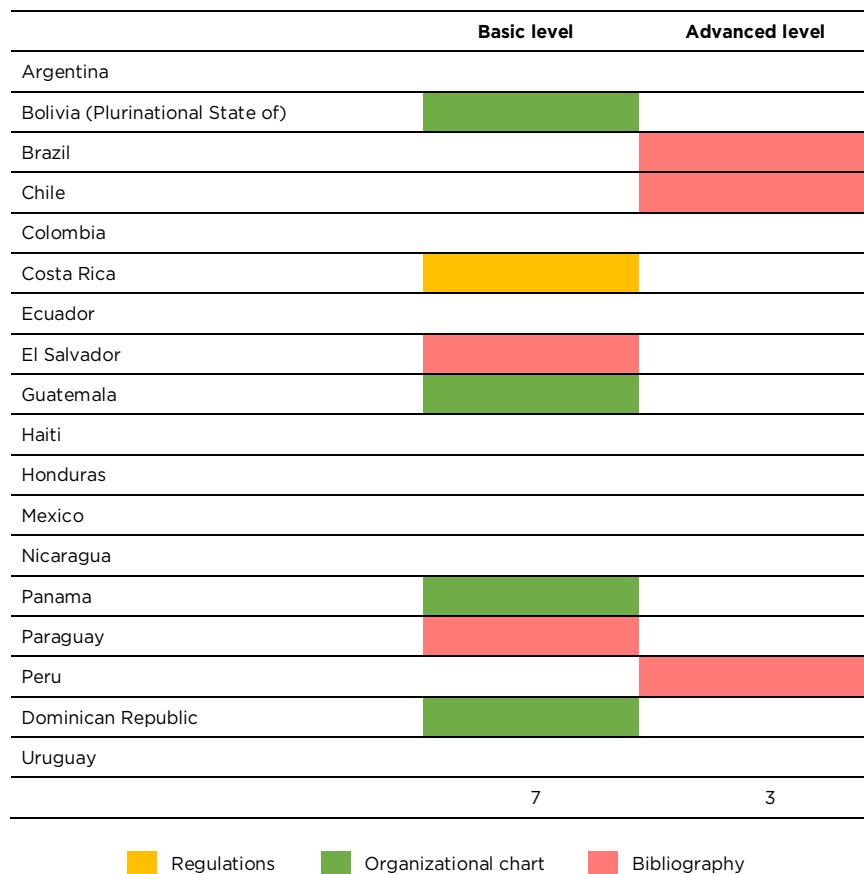 Basic level Advanced level
Argentina
Bolivia (Plurinational State of)
Brazil
Chile
Colombia
Costa Rica
Ecuador
El Salvador
Guatemala
Haiti
Honduras
Mexico
Nicaragua
Panama
Paraguay
Peru
Dominican Republic
Uruguay
7 3
Regulations Organizational chart Bibliography